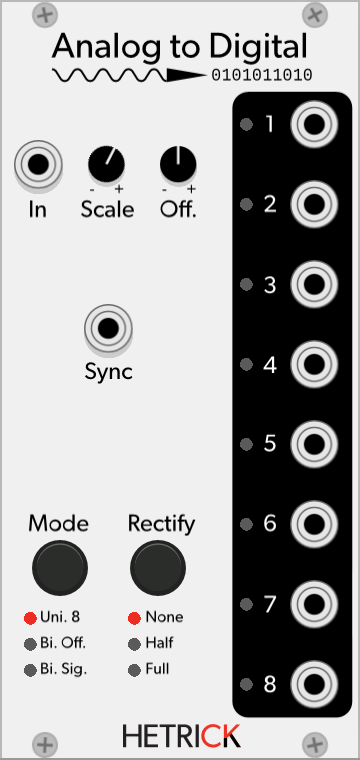 Analog to Digital
0101011010
In Scale Off.
- + - +
Sync
Mode Rectify
Uni. 8 None
Bi. Off. Half
Bi. Sig. Full
1
2
3
4
5
6
7
8
HETRICK